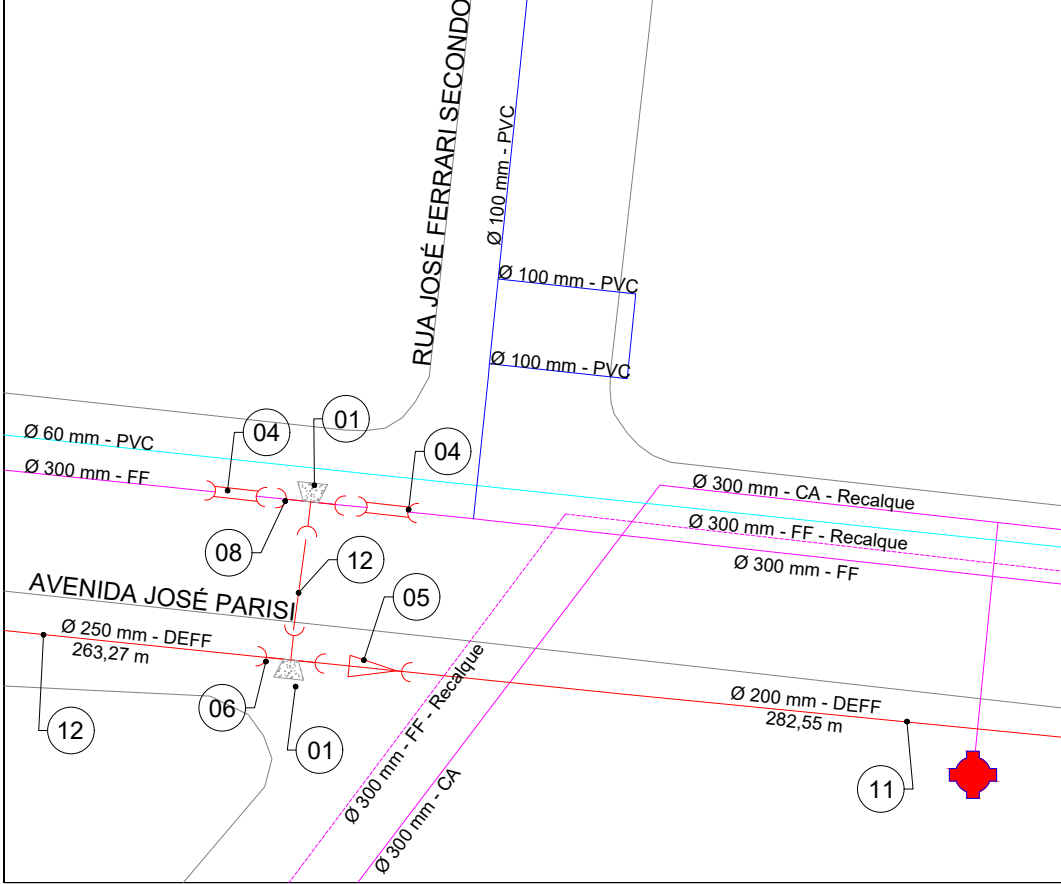 RUA JOSÉ FERRARI SECONDO
Ø 100 mm - PVC
Ø 100 mm - PVC
Ø 100 mm - PVC
01
04
04
Ø 60 mm - PVC
Ø 300 mm - FF
Ø 300 mm - CA - Recalque
Ø 300 mm - FF - Recalque
Ø 300 mm - FF
08
12
05
AVENIDA JOSÉ PARISI
Ø 250 mm - DEFF
263,27 m
06
12
01
Ø 300 mm - FF - Recalque
Ø 300 mm - CA
Ø 200 mm - DEFF
282,55 m
11